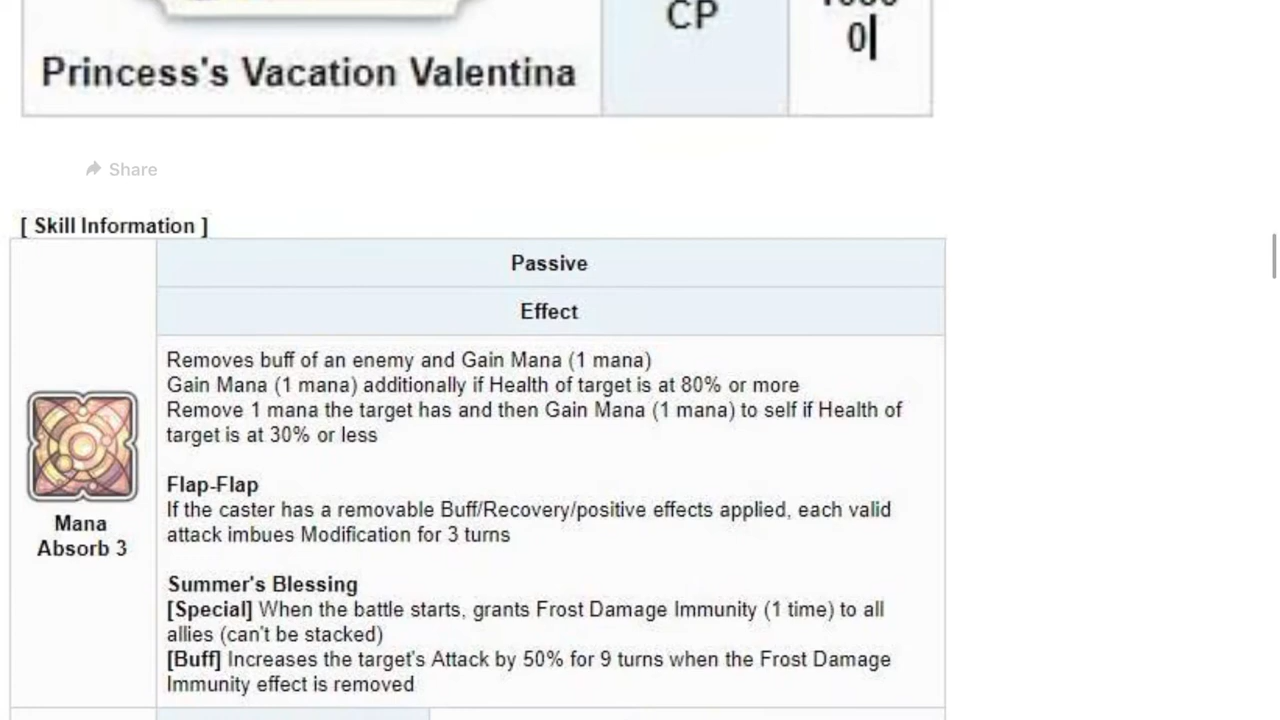 CP
0
Princess's Vacation Valentina
Share
[ Skill Information ]
Passive
Effect
Removes buff of an enemy and Gain Mana (1 mana)
Gain Mana (1 mana) additionally if Health of target is at 80% or more
Remove 1 mana the target has and then Gain Mana (1 mana) to self if Health of
target is at 30% or less
Flap-Flap
If the caster has a removable Buff/Recovery/positive effects applied, each valid
attack imbues Modification for 3 turns
Mana
Absorb 3
Summer's Blessing
[Special] When the battle starts, grants Frost Damage Immunity (1 time) to all
allies (can't be stacked)
[Buff] Increases the target's Attack by 50% for 9 turns when the Frost Damage
Immunity effect is removed